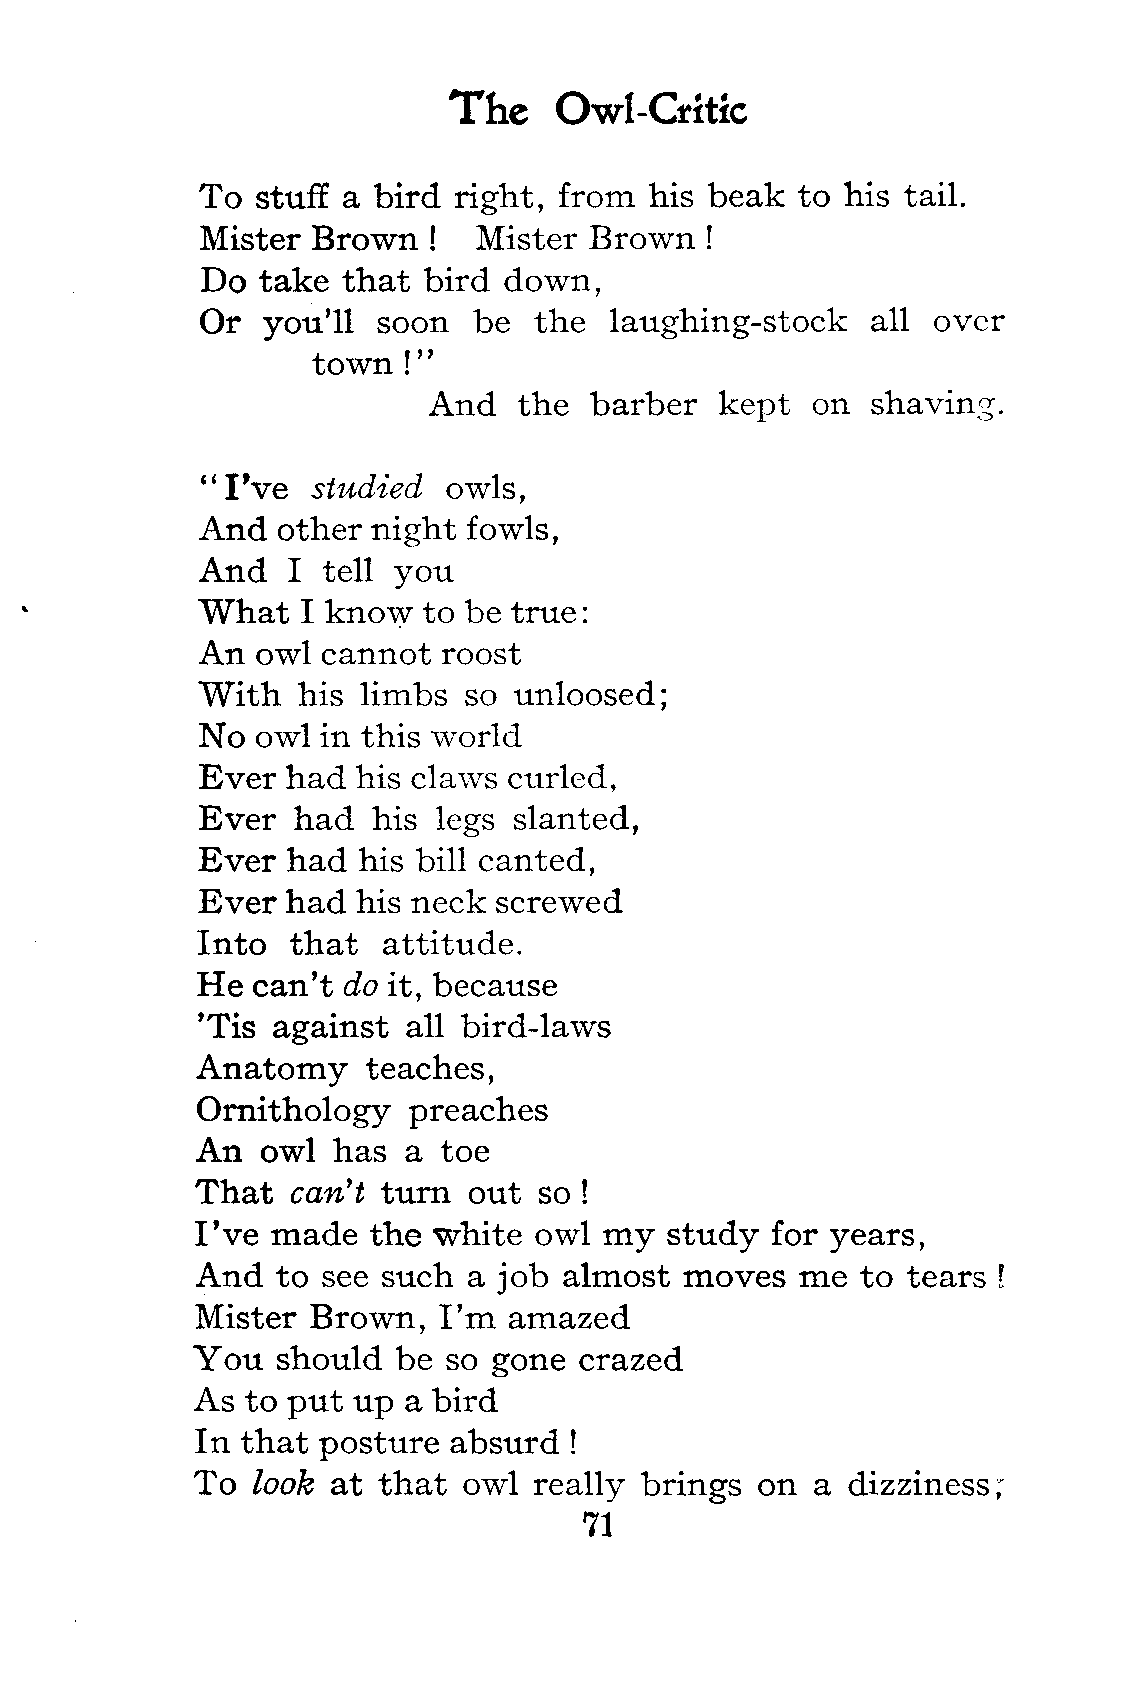 The Owl-Critic
To stuff a bird right, from his beak to his tail.
Mister Brown! Mister Brown!
Do take that bird down,
Or you'll soon be the laughing-stock all over
town!"
And the barber kept on shaving.
"I've studied owls,
And other night fowls,
And I tell you
What I know to be true:
An owl cannot roost
With his limbs so unloosed;
No owl in this world
Ever had his claws curled,
Ever had his legs slanted,
Ever had his bill canted,
Ever had his neck screwed
Into that attitude.
He can't do it, because
'Tis against all bird-laws
Anatomy teaches,
Ornithology preaches
An owl has a toe
That can't turn out so!
I've made the white owl my study for years,
And to see such a job almost moves me to tears!
Mister Brown, I'm amazed
You should be so gone crazed
As to put up a bird
In that posture absurd!
To look at that owl really brings on a dizziness;
71